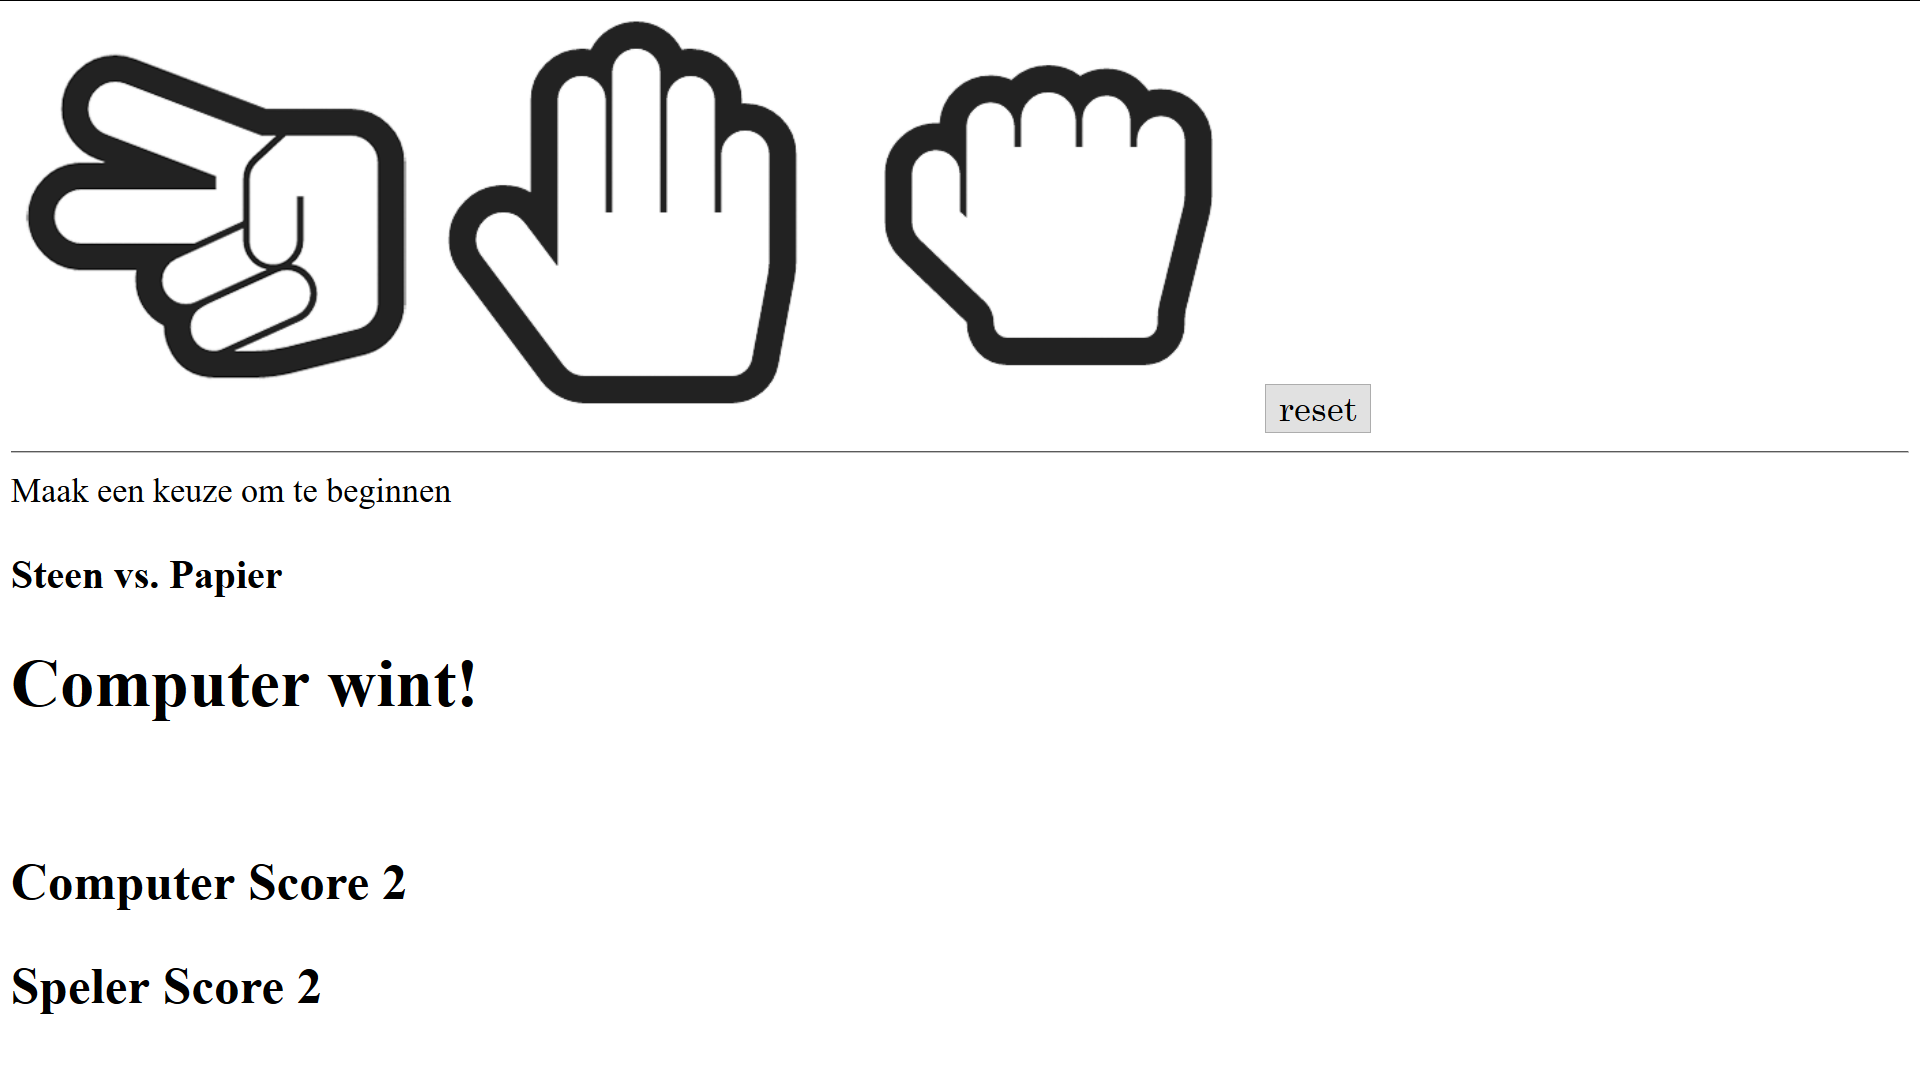 reset
Maak een keuze om te beginnen
Steen vs. Papier
Computer wint!
Computer Score 2
Speler Score 2